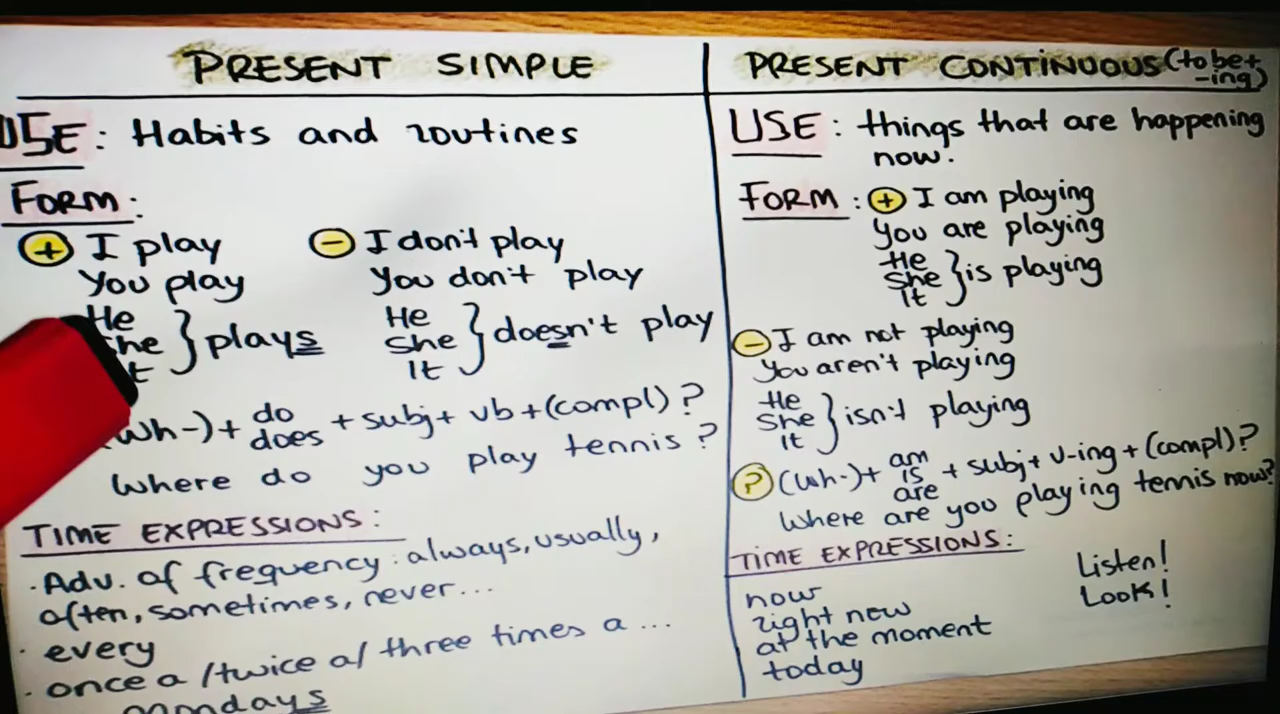 PRESENT SIMPLE
USE: Habits and routines
FORM:
+ I play
You play
He
She
It
} plays
- I don't play
You don't play
He
She
It
} doesn't play
(Wh-) + do
does + subj + vb + (compl) ?
Where do you play tennis ?
TIME EXPRESSIONS:
· Adv. of frequency: always, usually,
often, sometimes, never...
· every
· once a /twice a/ three times a ...
mondays
PRESENT CONTINUOUS (to be+
-ing)
USE: things that are happening
now.
FORM: + I am playing
You are playing
He
She
It
} is playing
- I am not playing
You aren't playing
He
She
It
} isn't playing
? (Wh-) + am
is
are + subj + v-ing + (compl)?
Where are you playing tennis now?
TIME EXPRESSIONS:
now
right now
at the moment
today
Listen!
Look!